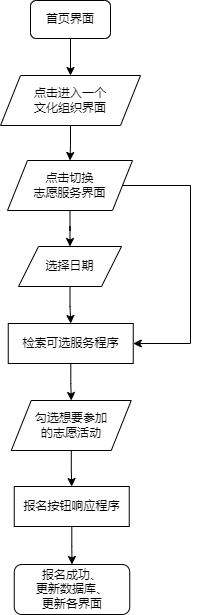 首页界面
点击进入一个
文化组织界面
点击切换
志愿服务界面
选择日期
检索可选服务程序
勾选想要参加
的志愿活动
报名按钮响应程序
报名成功、
更新数据库、
更新各界面